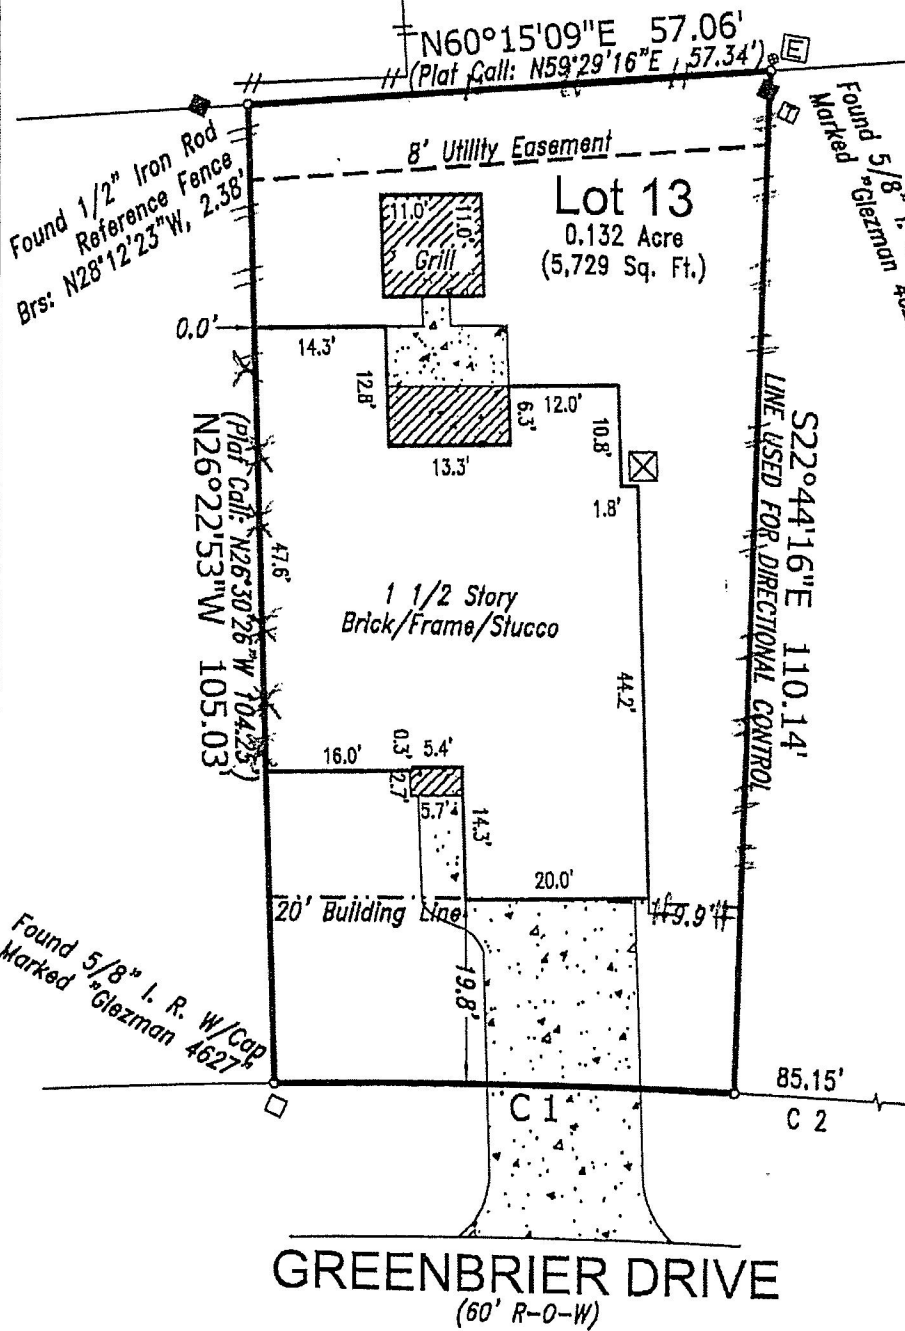 N60°15'09"E 57.06'
(Plat Call: N59°29'16"E 57.34')
E
T
Found 1/2" Iron Rod
Reference Fence
Brs: N28°12'23"W, 2.38'
Found 5/8" I.
Marked "Glezman
8' Utility Easement
Lot 13
0.132 Acre
(5,729 Sq. Ft.)
11.0'
11.0'
Grill
0.0'
14.3'
12.8'
13.3'
6.3'
12.0'
10.8'
1.8'
N26°22'53"W 105.03'
(Plat Call: N26°30'26"W 104.25')
47.6'
1 1/2 Story
Brick/Frame/Stucco
44.2'
S22°44'16"E 110.14'
LINE USED FOR DIRECTIONAL CONTROL
16.0'
0.3'
5.4'
2.7'
5.7'
14.3'
20.0'
20' Building Line
9.9'
19.8'
Found 5/8" I. R. W/Cap
Marked "Glezman 4627"
C 1
85.15'
C 2
GREENBRIER DRIVE
(60' R-O-W)